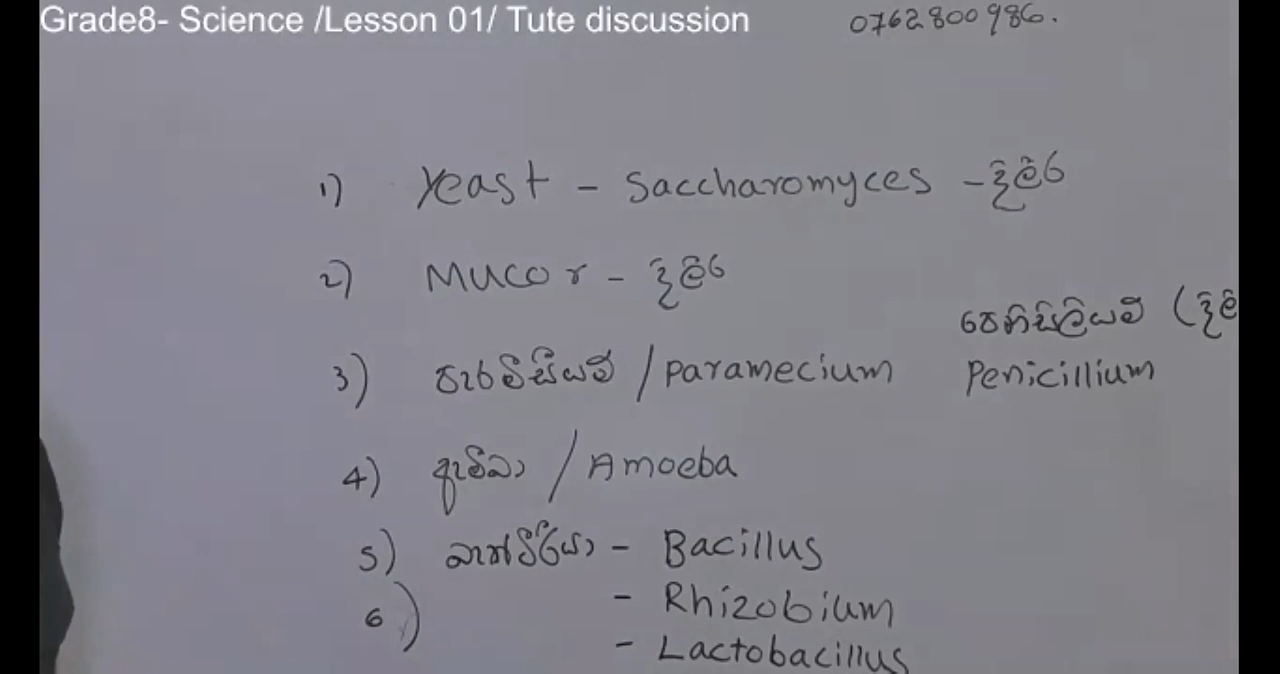 Grade8- Science /Lesson 01/ Tute discussion
0762800986.
1) Yeast - Saccharomyces - දිලීර
2) Mucor - දිලීර
පෙනිසිලියම් (දිලී
3) පැරමීසියම් / Paramecium Penicillium
4) ඇමීබා / Amoeba
5) බැක්ටීරියා - Bacillus
6) - Rhizobium
- Lactobacillus